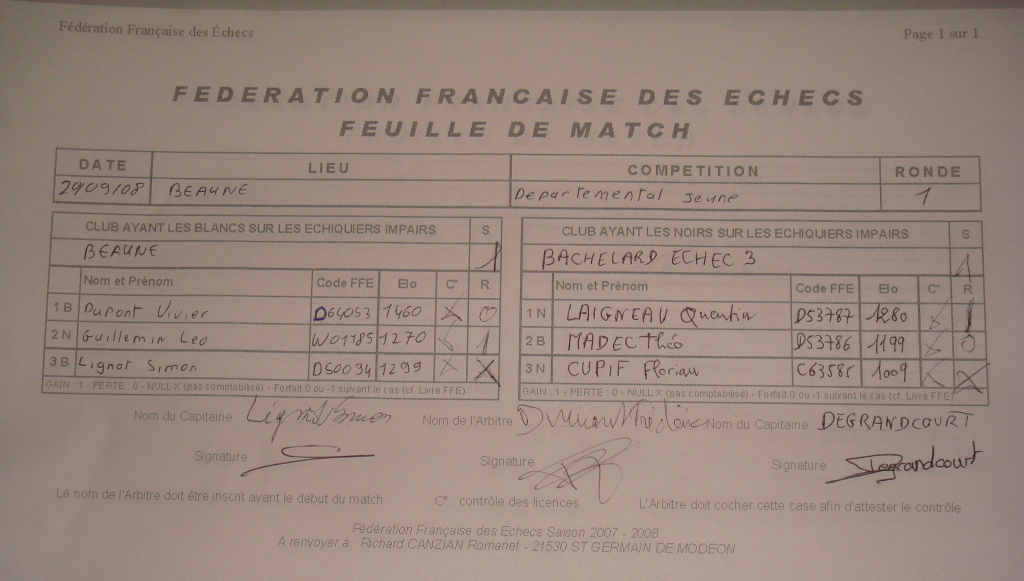 Fédération Française des Échecs Page 1 sur 1
FEDERATION FRANCAISE DES ECHECS
FEUILLE DE MATCH
DATE LIEU COMPETITION RONDE
29/09/08 BEAUNE Departemental Jeune 1
CLUB AYANT LES BLANCS SUR LES ECHIQUIERS IMPAIRS S CLUB AYANT LES NOIRS SUR LES ECHIQUIERS IMPAIRS S
BEAUNE 1 BACHELARD ECHEC 3 1
Nom et Prénom Code FFE Elo C* R Nom et Prénom Code FFE Elo C* R
1 B Dupont Vivier D64053 1460 X 0 1 N LAIGNEAU Quentin D53787 1280 X 1
2 N Guillemin Leo W01185 1270 X 1 2 B MADEC Théo D53786 1199 X 0
3 B Lignot Simon D50094 1299 X X 3 N CUPIF Florian C63585 1009 X X
GAIN : 1 - PERTE : 0 - NULL X (pas comptabilisé) - Forfait 0 ou -1 suivant le cas (cf. Livre FFE) GAIN : 1 - PERTE : 0 - NULL X (pas comptabilisé) - Forfait 0 ou -1 suivant le cas (cf. Livre FFE)
Nom du Capitaine : Lignot Simon Nom de l'Arbitre : Nom du Capitaine : DEGRANDCOURT
Signature Signature Signature Degrandcourt
Le nom de l'Arbitre doit être inscrit avant le début du match C* : contrôle des licences L'Arbitre doit cocher cette case afin d'attester le contrôle
Fédération Française des Echecs Saison 2007 - 2008
A renvoyer à : Richard CANZIAN Romanet - 21530 ST GERMAIN DE MODEON